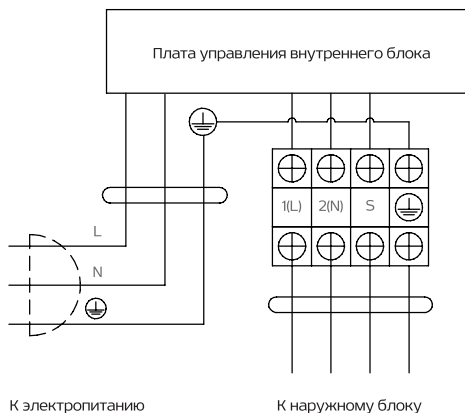 Плата управления внутреннего блока
1(L) 2(N) S
L
N
К электропитанию
К наружному блоку